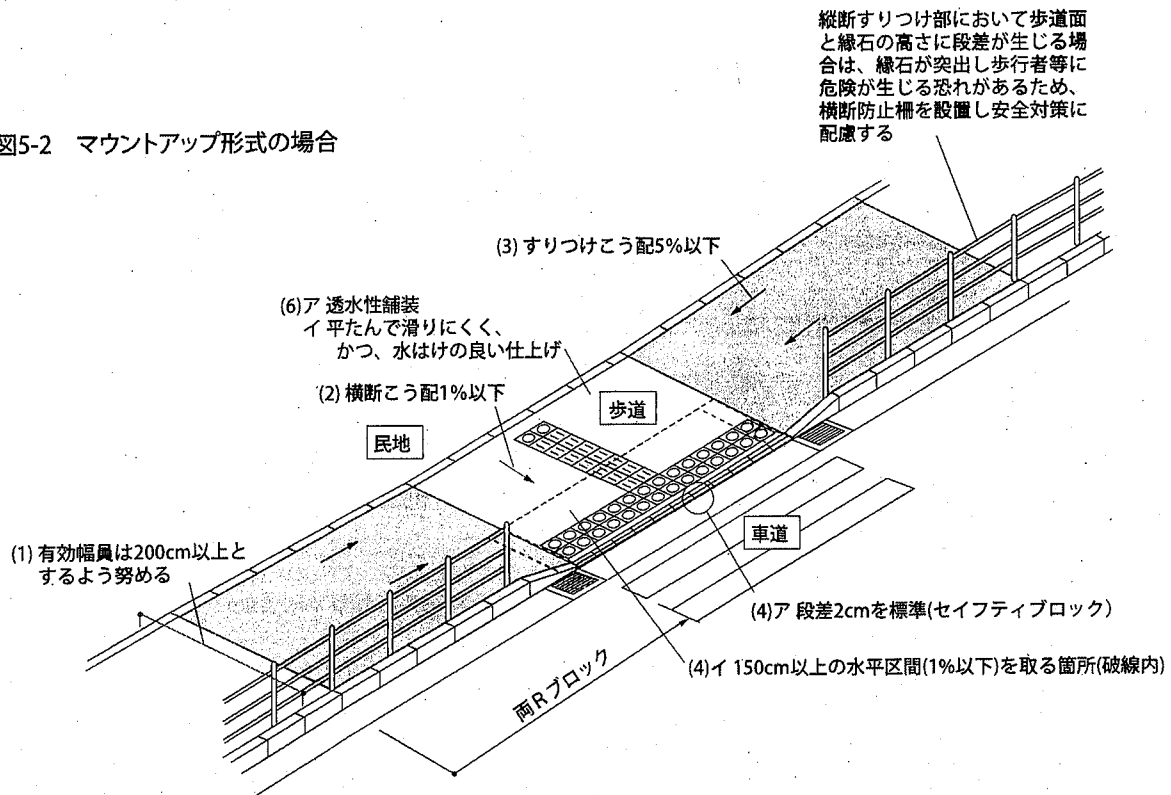 縦断すりつけ部において歩道面
と縁石の高さに段差が生じる場
合は、縁石が突出し歩行者等に
危険が生じる恐れがあるため、
横断防止柵を設置し安全対策に
配慮する
図5-2 マウントアップ形式の場合
(3) すりつけこう配5%以下
(6)ア 透水性舗装
イ 平たんで滑りにくく、
かつ、水はけの良い仕上げ
(2) 横断こう配1%以下
歩道
民地
(1) 有効幅員は200cm以上と
するよう努める
車道
(4)ア 段差2cmを標準(セイフティブロック)
(4)イ 150cm以上の水平区間(1%以下)を取る箇所(破線内)
両Rブロック